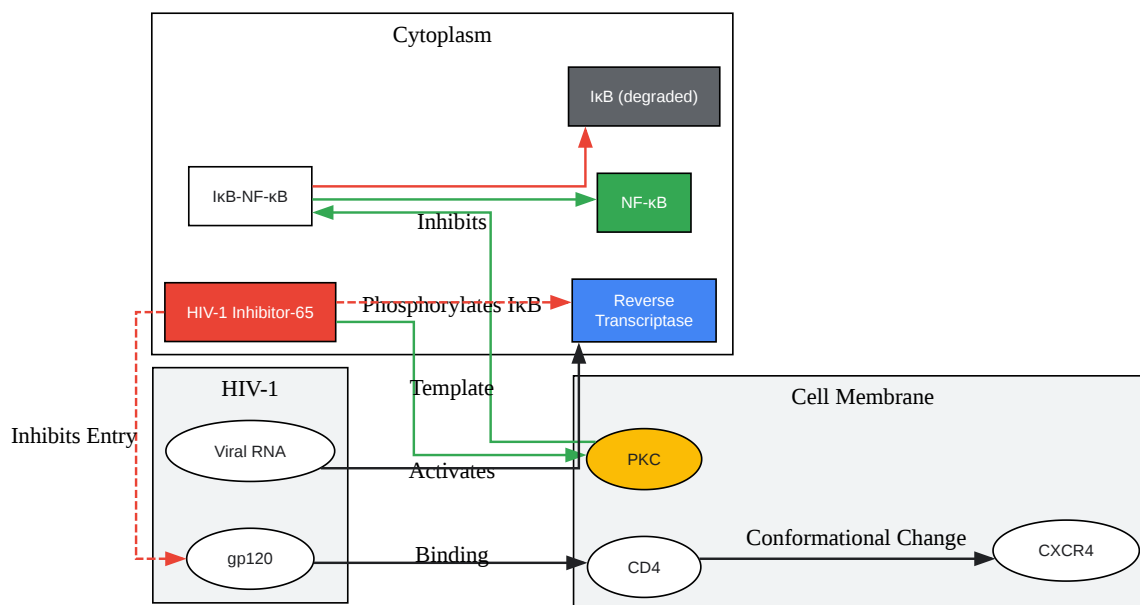 Cytoplasm
IκB (degraded)
IκB-NF-κB
NF-κB
Inhibits
HIV-1 Inhibitor-65
Phosphorylates IκB
Reverse
Transcriptase
HIV-1
Template
Cell Membrane
Inhibits Entry
Viral RNA
Activates
PKC
gp120
Binding
CD4
Conformational Change
CXCR4